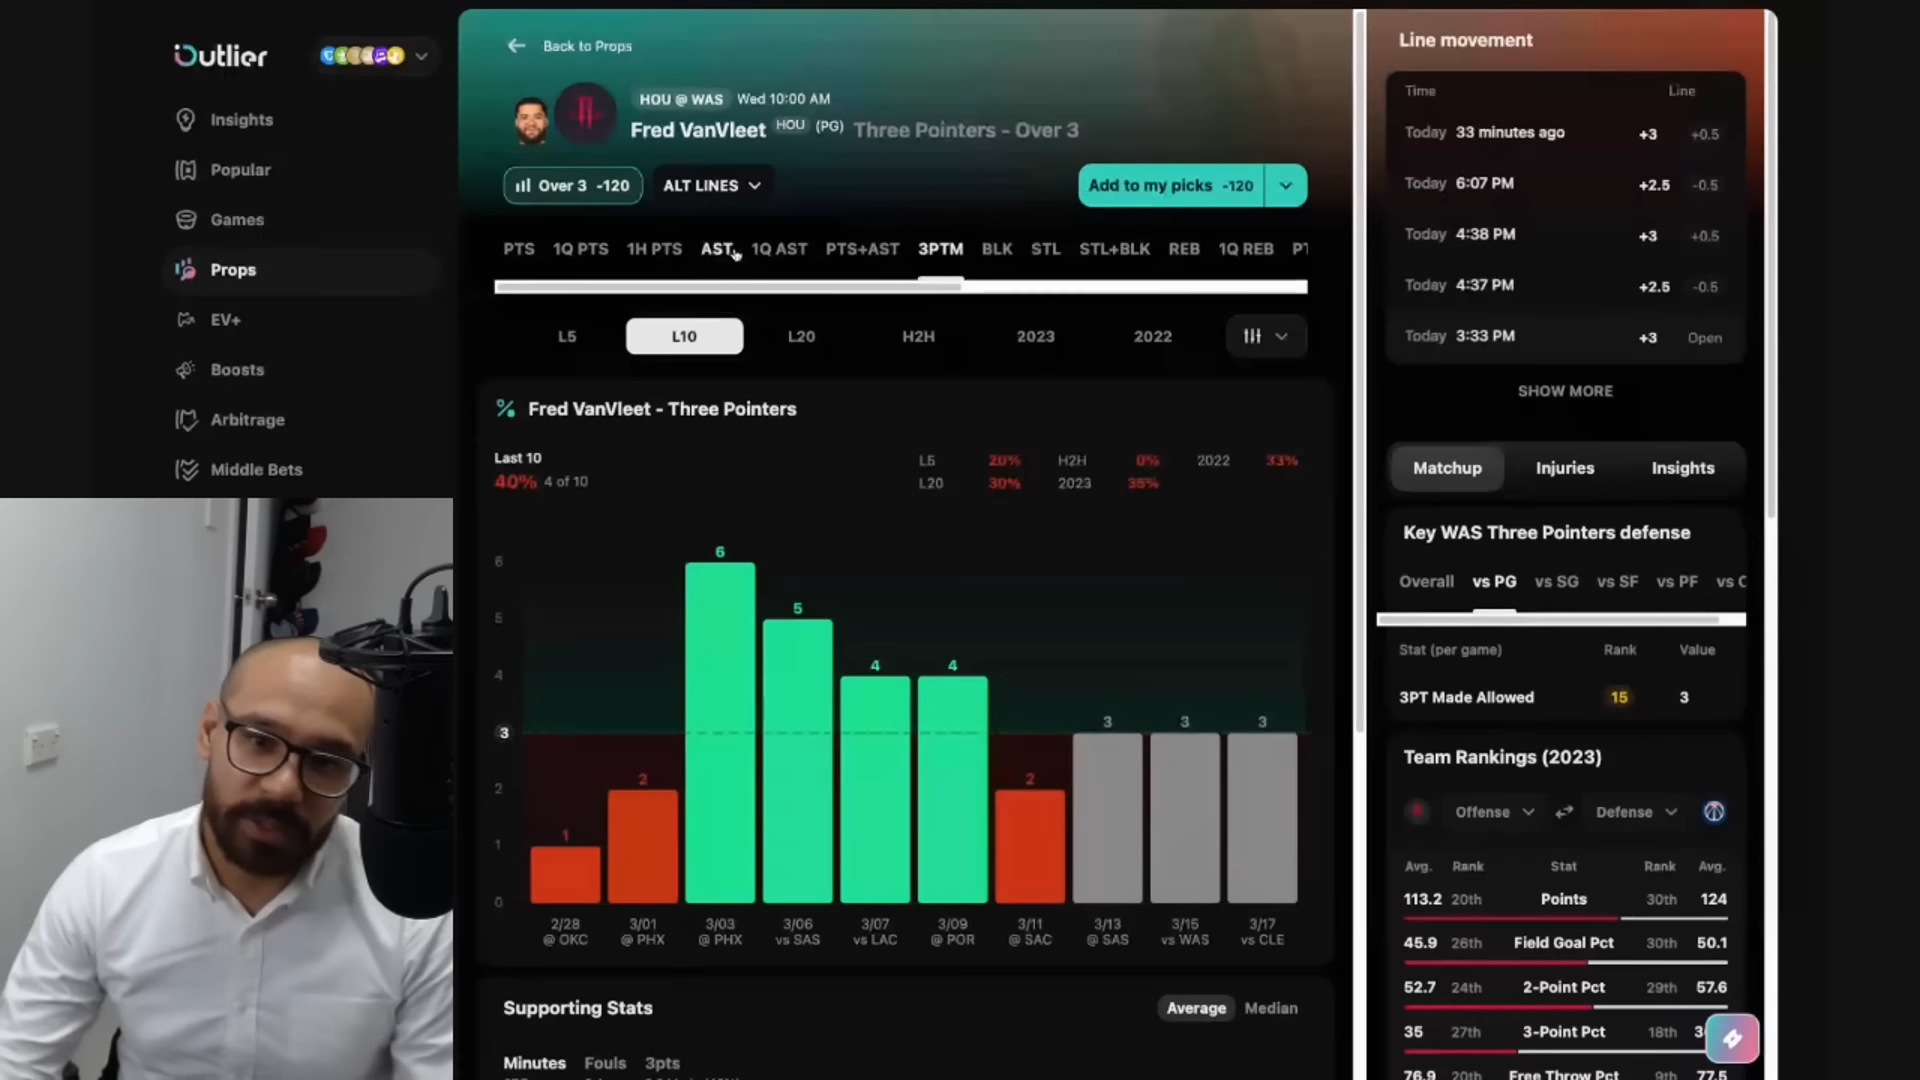 Outlier
Insights
Popular
Games
Props
EV+
Boosts
Arbitrage
Middle Bets
Back to Props
HOU @ WAS Wed 10:00 AM
Fred VanVleet HOU (PG) Three Pointers - Over 3
Over 3 -120 ALT LINES
Add to my picks -120
PTS 1Q PTS 1H PTS AST 1Q AST PTS+AST 3PTM BLK STL STL+BLK REB 1Q REB
L5 L10 L20 H2H 2023 2022
Fred VanVleet - Three Pointers
Last 10
40% 4 of 10
L5 20% H2H 0% 2022 33%
L20 30% 2023 35%
6
5
4
3
2
1
0
1 2 6 5 4 4 2 3 3 3
2/28 3/01 3/03 3/06 3/07 3/09 3/11 3/13 3/15 3/17
@ OKC @ PHX @ PHX vs SAS vs LAC @ POR @ SAC @ SAS vs WAS vs CLE
Supporting Stats
Average Median
Minutes Fouls 3pts
Line movement
Time Line
Today 33 minutes ago +3 +0.5
Today 6:07 PM +2.5 -0.5
Today 4:38 PM +3 +0.5
Today 4:37 PM +2.5 -0.5
Today 3:33 PM +3 Open
SHOW MORE
Matchup Injuries Insights
Key WAS Three Pointers defense
Overall vs PG vs SG vs SF vs PF vs C
Stat (per game) Rank Value
3PT Made Allowed 15 3
Team Rankings (2023)
Offense Defense
Avg. Rank Stat Rank Avg.
113.2 20th Points 30th 124
45.9 26th Field Goal Pct 30th 50.1
52.7 24th 2-Point Pct 29th 57.6
35 27th 3-Point Pct 18th
76.9 20th Free Throw Pct 9th 77.5